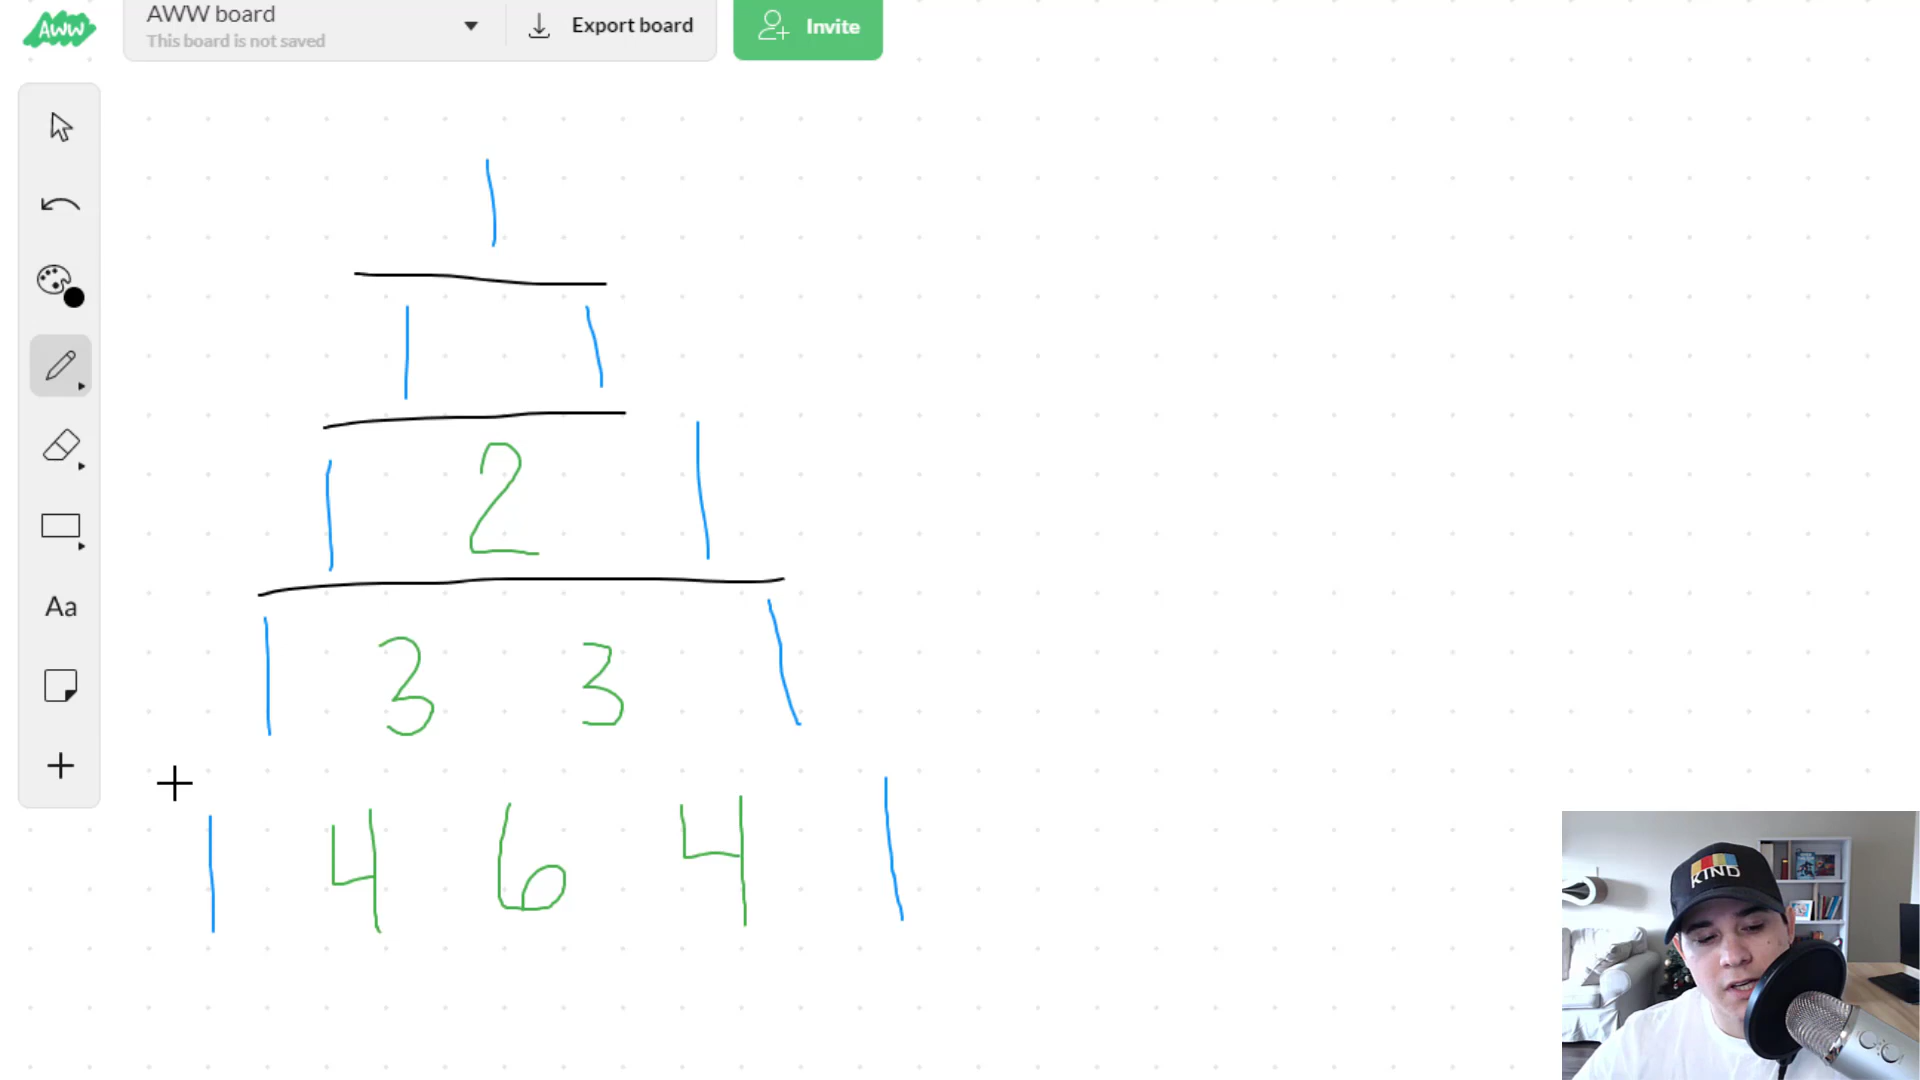 AWW
AWW board
This board is not saved
Export board
Invite
Aa
1
1 1
1 2 1
1 3 3 1
1 4 6 4 1
KIND